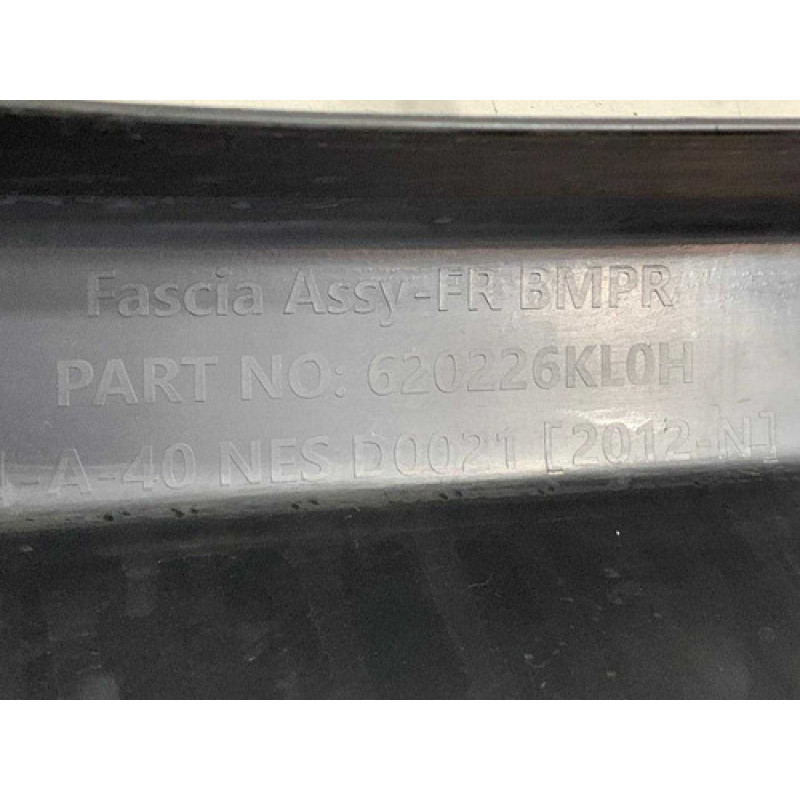 Fascia Assy-FR BMPR
PART NO: 620226KL0H
-A-40 NES D0021 [2012-N]